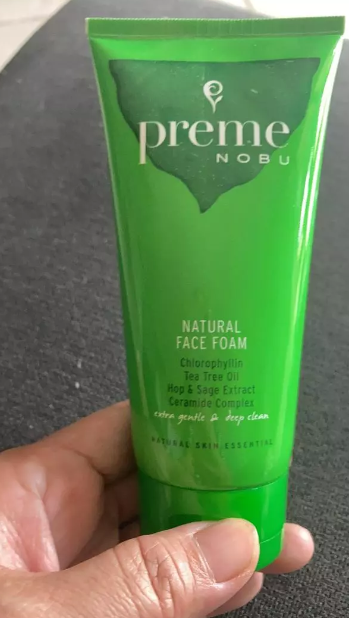 preme
NOBU
NATURAL
FACE FOAM
Chlorophyllin
Tea Tree Oil
Hop & Sage Extract
Ceramide Complex
extra gentle & deep clean
NATURAL SKIN ESSENTIAL